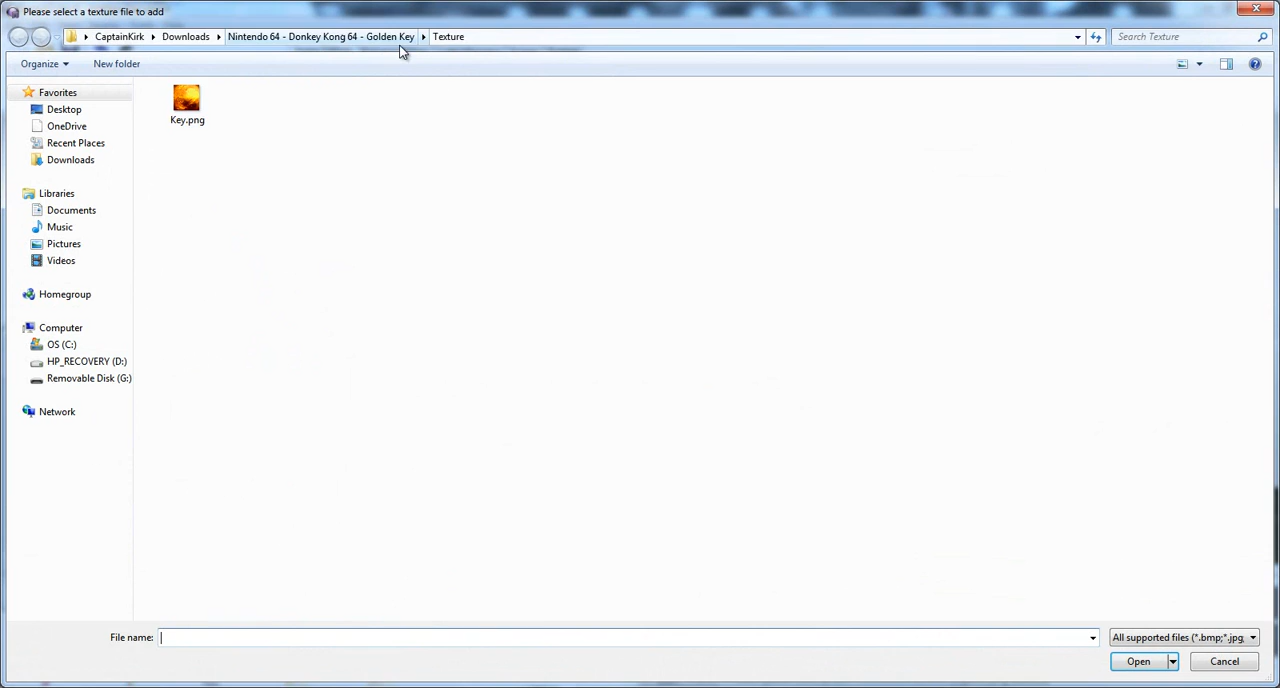 Please select a texture file to add
CaptainKirk Downloads Nintendo 64 - Donkey Kong 64 - Golden Key Texture Search Texture
Organize New folder
Favorites
Desktop
OneDrive
Recent Places
Downloads
Libraries
Documents
Music
Pictures
Videos
Homegroup
Computer
OS (C:)
HP_RECOVERY (D:)
Removable Disk (G:)
Network
Key.png
File name: All supported files (*.bmp;*.jpg,
Open Cancel